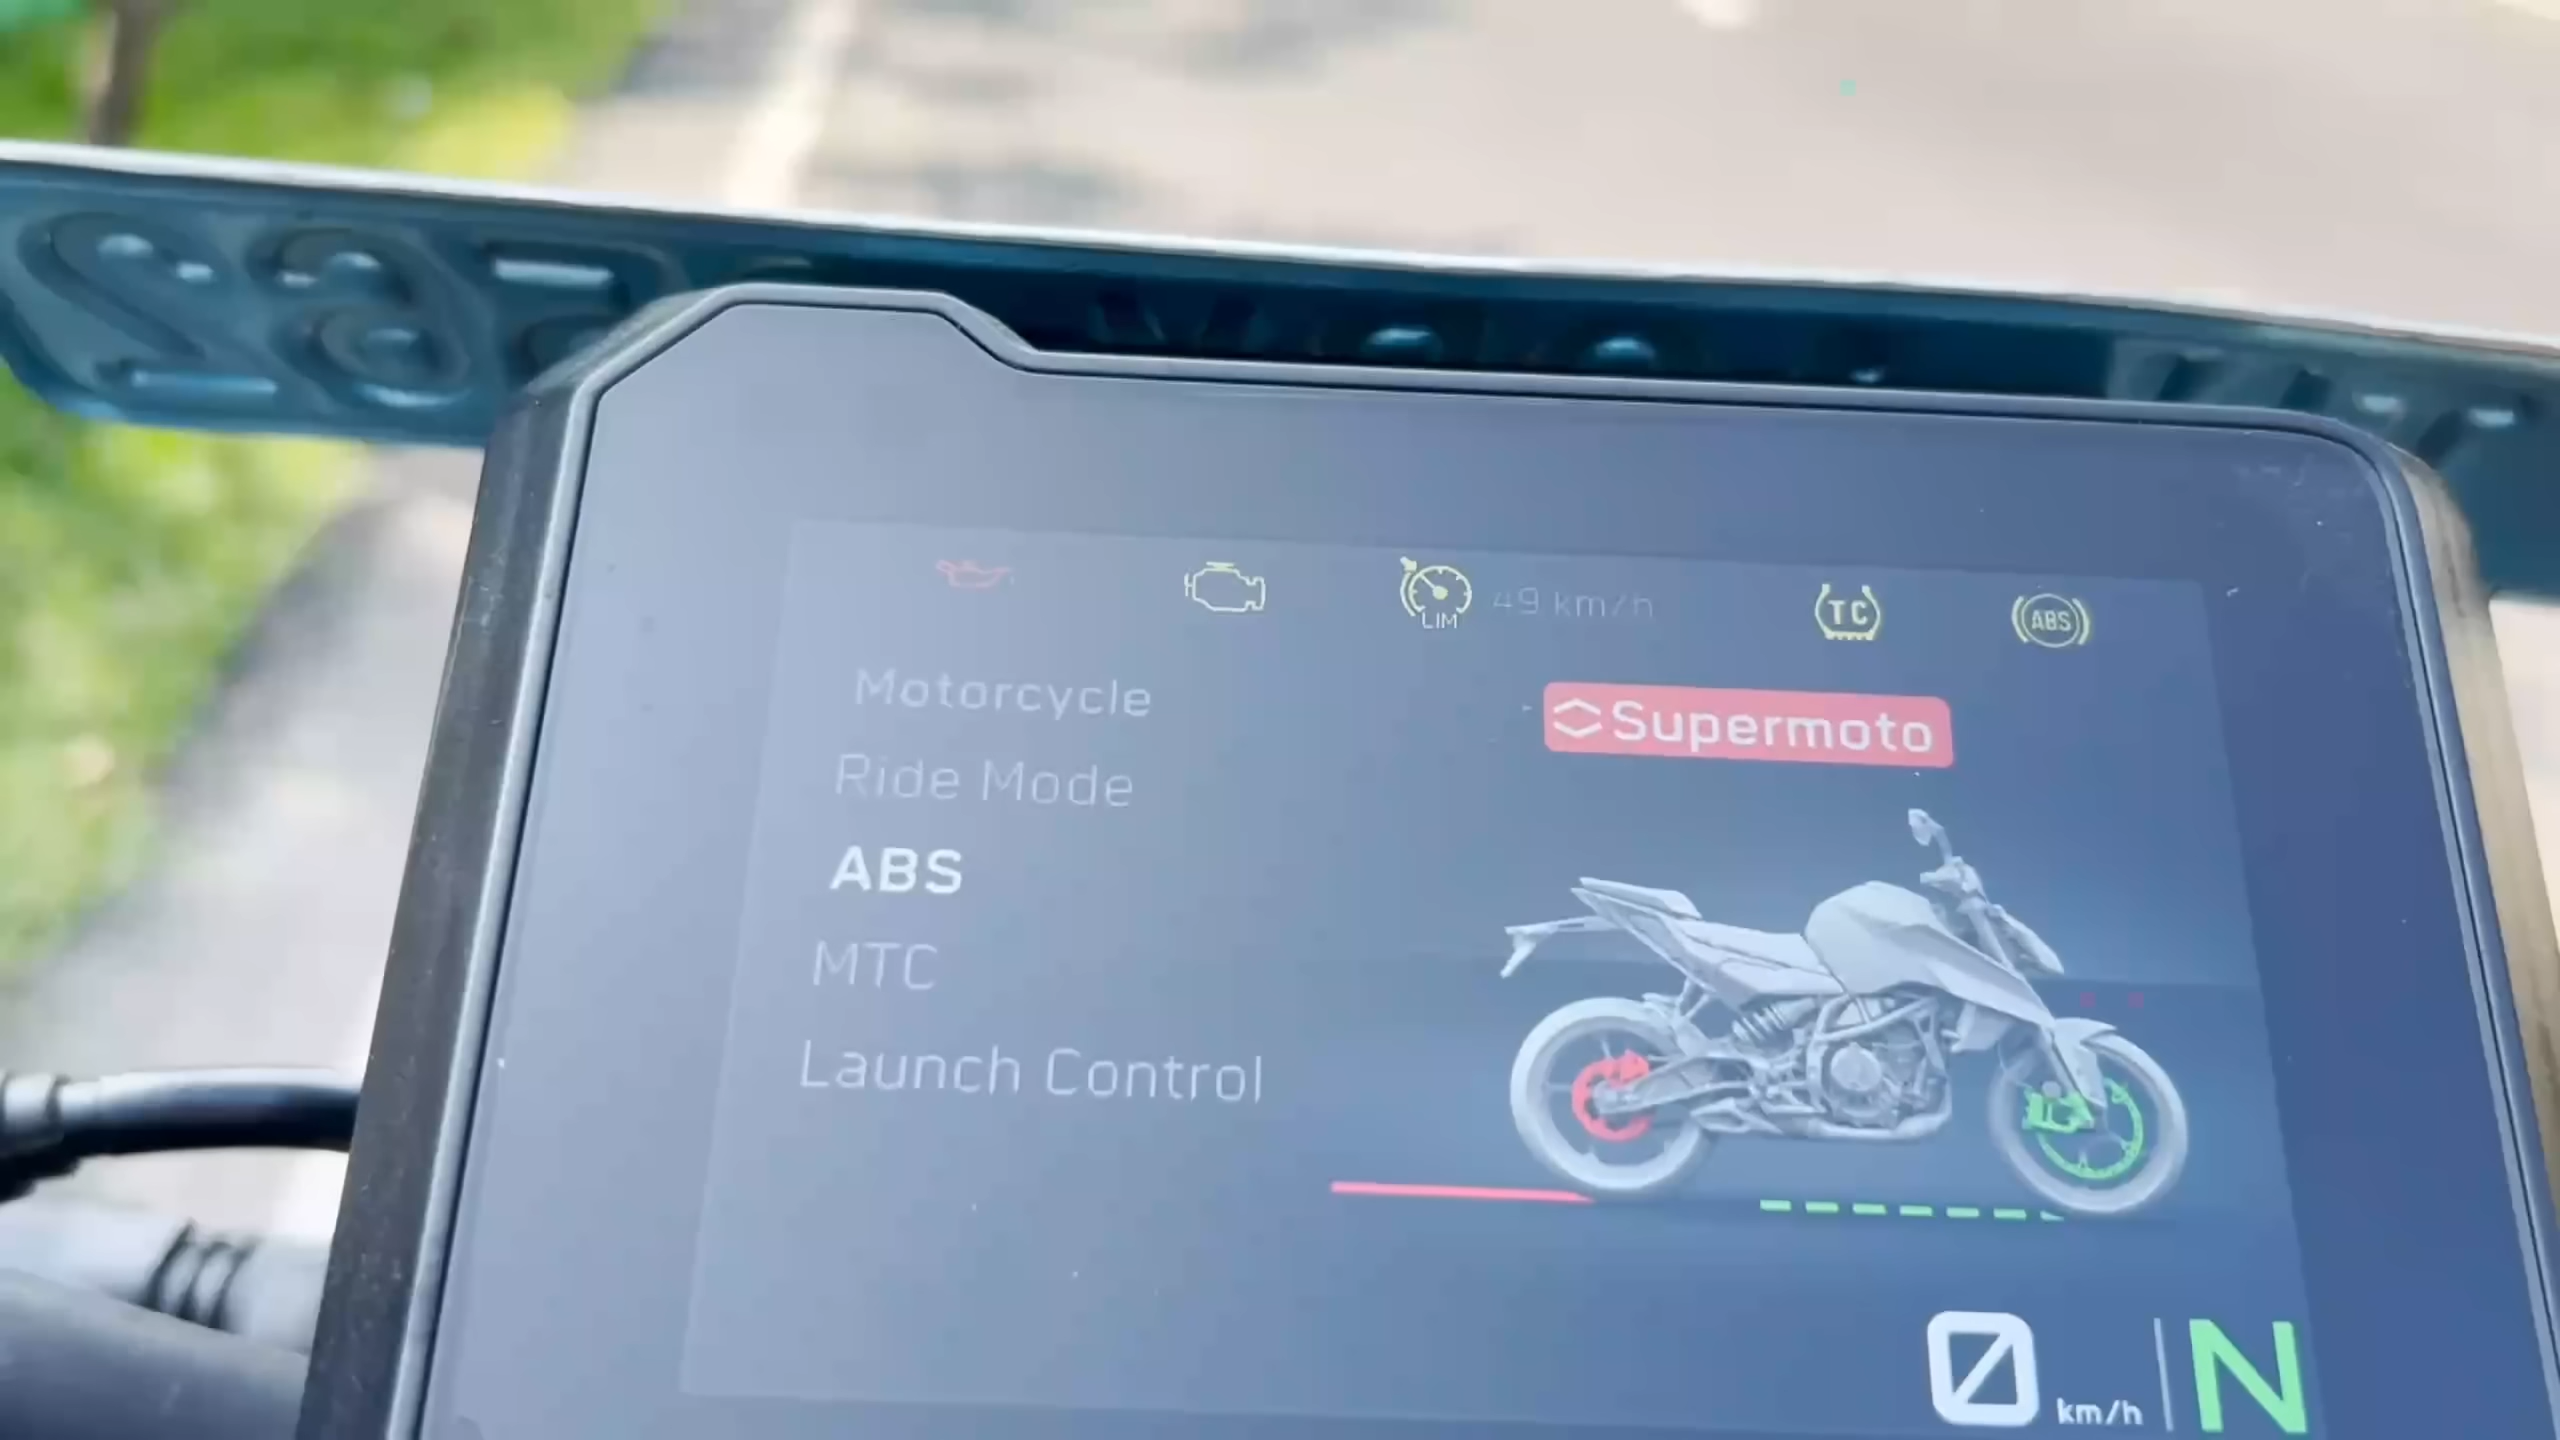 LIM
49 km/h
TC
ABS
Motorcycle
Supermoto
Ride Mode
ABS
MTC
Launch Control
0 km/h
N